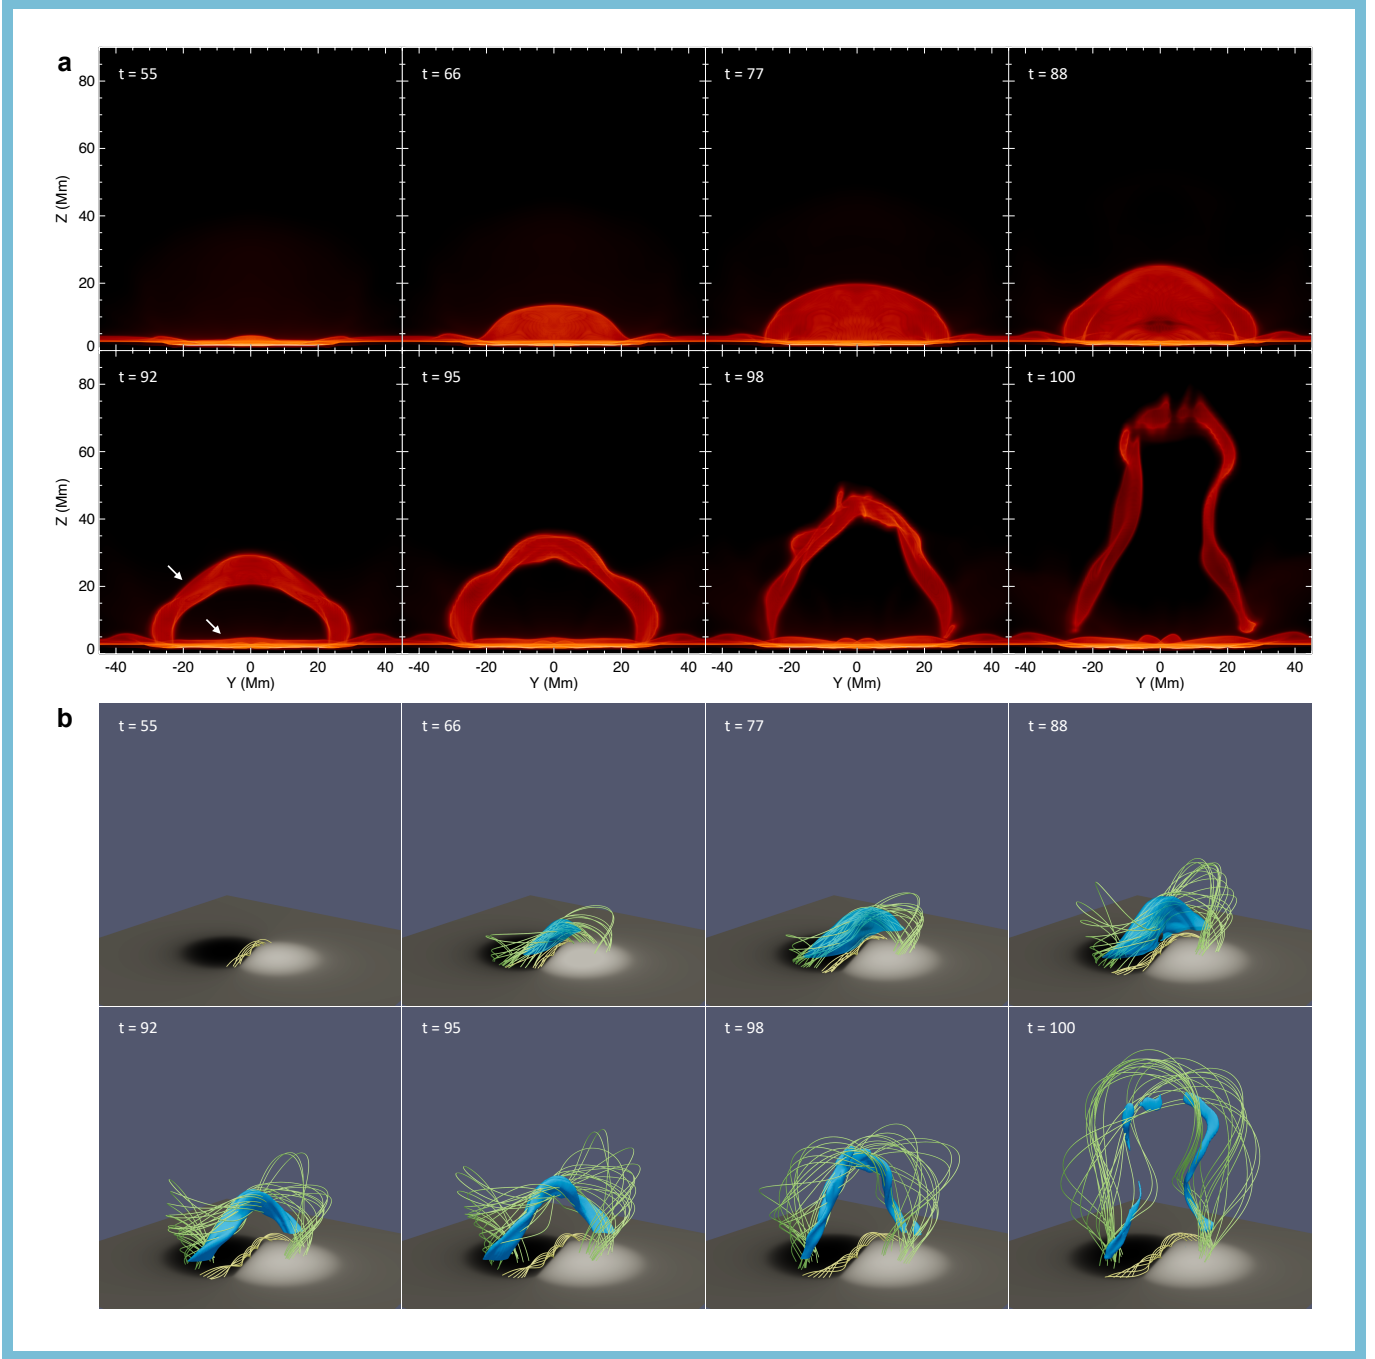 a
t = 55
t = 66
t = 77
t = 88
80
60
40
20
0
Z (Mm)
t = 92
t = 95
t = 98
t = 100
80
60
40
20
0
Z (Mm)
-40 -20 0 20 40 -20 0 20 40 -20 0 20 40 -40 -20 0 20 40
Y (Mm) Y (Mm) Y (Mm) Y (Mm)
b
t = 55
t = 66
t = 77
t = 88
t = 92
t = 95
t = 98
t = 100